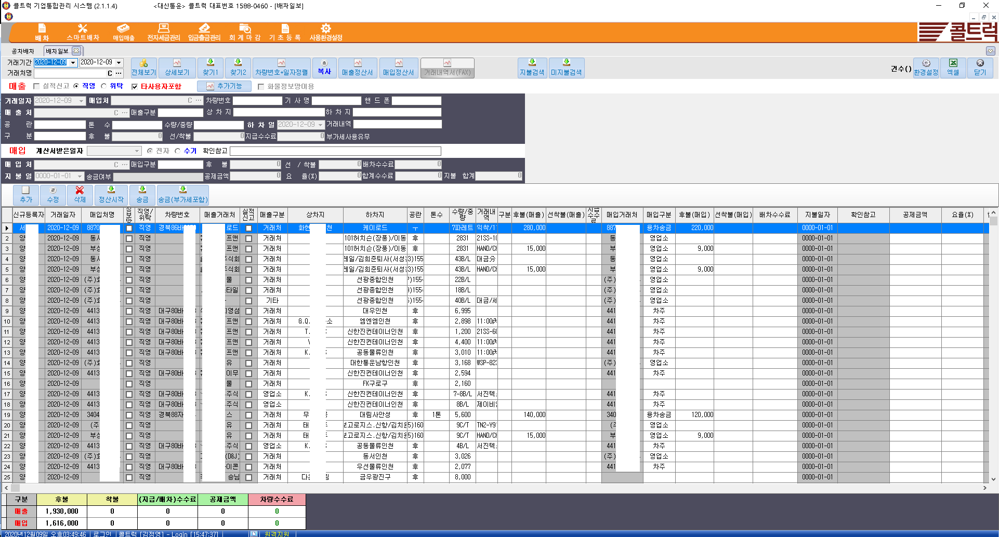 콜트럭 기업통합관리 시스템 (2.1.1.4) <대산통운> 콜트럭 대표번호 1588-0460 - [배차일보]
배 차 스마트배차 매입매출 전자세금관리 입금출금관리 회 계 마 감 기 초 등 록 사용환경설정 콜트럭
공차배차 배차일보
거래기간 2020-12-09 2020-12-09
거래처명 C ···
전체보기 상세보기 찾기1 찾기2 차량번호+일자정렬 복사 매출정산서 매입정산서 거래내역서(FAX) 지불검색 미지불검색 건수() 환경설정 엑셀 닫기
매출 실적신고 직영 위탁 타사용자포함 추가기능 화물정보망이용
거래일자 2020-12-09 매입처 C ··· 차량번호 기 사 명 핸 드 폰
매 출 처 C ··· 매출구분 상 차 지 하 차 지
공 란 톤 수 수량/중량 하 차 일 2020-12-09 거래내역
구 분 후 불 0 선/착불 0 지급수수료 0 부가세사용유무
매입 계산서받은일자 전자 수기 확인참고
매 입 처 C ··· 매입구분 후 불 0 선 / 착불 0 배차수수료 0
지 불 일 0000-01-01 송금여부 공제금액 0 요 율(%) 0 합계수수료 0 지불 합계 0
추가 수정 삭제 정산시작 송금 송금(부가세포함)
신규등록자 거래일자 매입처명 직영/위탁 차량번호 매출거래처 실적신고 매출구분 상차지 하차지 공란 톤수 수량/중량 거래내역 구분 후불(매출) 선착불(매출) 매입거래처 매입구분 후불(매입) 선착불(매입) 배차수수료 지불일자 확인참고 공제금액 요율(%)
서 2020-12-09 8870 직영 경북86바 로드 거래처 화현 천 케이로드 ㅜ 7파레트 익착/1 280,000 887 용차송금 220,000 0000-01-01
2 양 2020-12-09 동서 직영 프앤 거래처 101허치슨(장풍)/이동 후 2831 21SS-10 동 영업소 0000-01-01
3 양 2020-12-09 부성 직영 프앤 거래처 101허치슨(장풍)/이동 후 2831 HAND/CH 15,000 부 영업소 9,000 0000-01-01
4 양 2020-12-09 동서 직영 주식회 거래처 레일/김희준퇴사(서성 3)155 43B/L 대금分 동 영업소 0000-01-01
5 양 2020-12-09 부성 직영 주식회 거래처 레일/김희준퇴사(서성 3)155 43B/L HAND/CH 15,000 부 영업소 9,000 0000-01-01
6 양 2020-12-09 (주) 직영 물 거래처 선광종합인천 )155 22B/L (주) 영업소 0000-01-01
7 양 2020-12-09 (주) 직영 타일 거래처 선광종합인천 )155 18B/L (주) 영업소 0000-01-01
8 양 2020-12-09 (주) 직영 기타 선광종합인천 )155 40B/L 대금/세 (주) 영업소 0000-01-01
9 양 2020-12-09 4413 직영 대구80바 지영섬 거래처 대우인천 후 6,995 441 차주 0000-01-01
10 양 2020-12-09 4413 직영 대구80바 프앤 거래처 G.Q. 소 엠엔엠인천 후 2,898 11:00 441 차주 0000-01-01
11 양 2020-12-09 4413 직영 대구80바 프앤 거래처 T. 신한진컨테이너인천 후 1,200 21SS-60 441 차주 0000-01-01
12 양 2020-12-09 4413 직영 대구80바 프앤 거래처 신한진컨테이너인천 후 4,400 11:00 441 차주 0000-01-01
13 양 2020-12-09 4413 직영 대구80바 프앤 거래처 K. 공동물류인천 후 3,010 11:00 441 차주 0000-01-01
14 양 2020-12-09 (주) 직영 유 거래처 대한통운남항인천 후 3,168 WSP-823 (주) 영업소 0000-01-01
15 양 2020-12-09 4413 직영 대구80바 이무 거래처 신한진컨테이너인천 후 2,594 441 차주 0000-01-01
16 양 2020-12-09 직영 물 거래처 FK구로구 후 2,160 0000-01-01
17 양 2020-12-09 4413 직영 대구80바 주식 영업소 K. 신한진컨테이너인천 후 7~8B/L 서진텍 441 차주 0000-01-01
18 양 2020-12-09 4413 직영 대구80바 주식 영업소 신한진컨테이너인천 후 8B/L 제이비 441 차주 0000-01-01
19 양 2020-12-09 3404 직영 경북88자 스 거래처 무 대림사안성 후 1톤 5,600 140,000 340 용차송금 120,000 0000-01-01
20 양 2020-12-09 (주 직영 유 거래처 태 보고로지스.신항/김치운 5)160 9C/T TN2-Y9 영업소 0000-01-01
21 양 2020-12-09 부성 직영 유 거래처 태 보고로지스.신항/김치운 5)160 9C/T HAND/CH 15,000 부 영업소 9,000 0000-01-01
22 양 2020-12-09 4413 직영 대구80바 주식 영업소 K. 공동물류인천 후 4B/L 서진텍 441 차주 0000-01-01
23 양 2020-12-09 (주) 직영 (D&J) 거래처 동서인천 후 3,026 (주) 영업소 0000-01-01
24 양 2020-12-09 4413 직영 대구80바 이콘 거래처 우선물류인천 후 2,077 441 차주 0000-01-01
25 양 2020-12-09 직영 승님 거래처 금우광진구 후 8,000 0000-01-01
구분 후불 착불 (지급/배차)수수료 공제금액 차량수수료
매출 1,930,000 0 0 0 0
매입 1,616,000 0 0 0 0
2020년12월09일 오후03:49:46 로그인 콜트럭 [김점영] - Login [15:47:37] 원격지원